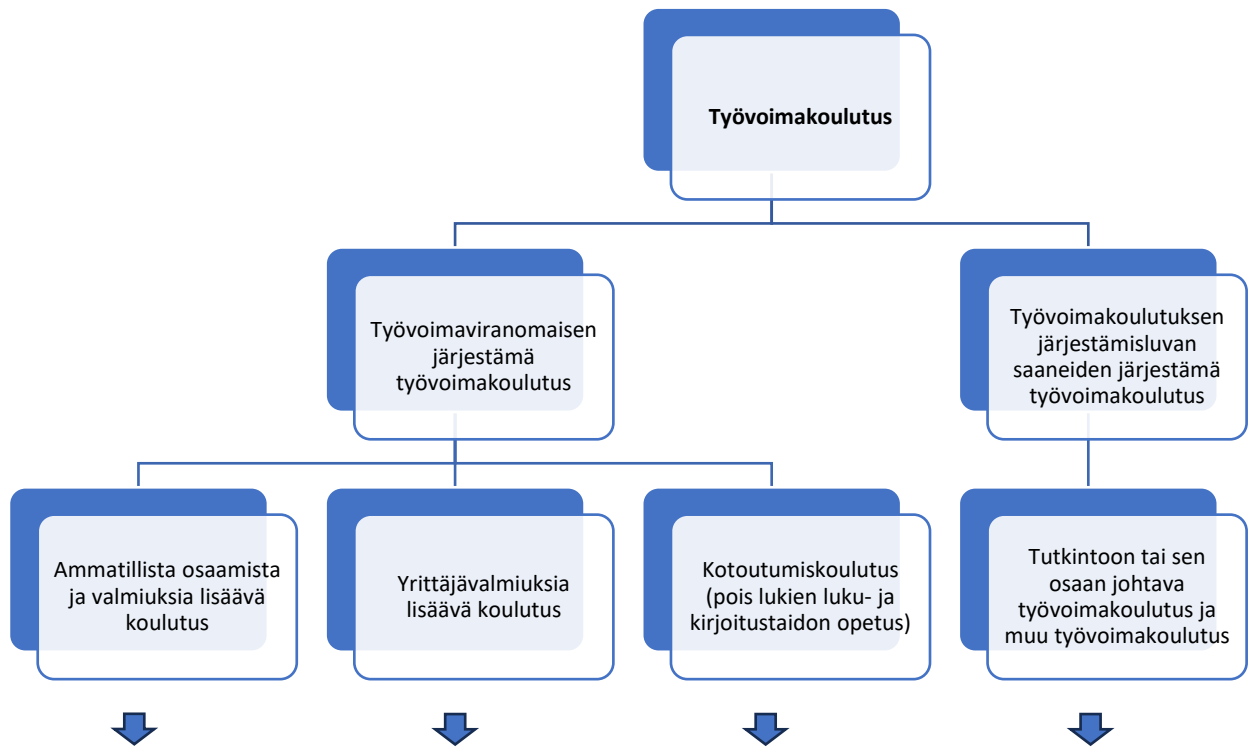 Työvoimakoulutus
Työvoimaviranomaisen
järjestämä
työvoimakoulutus
Työvoimakoulutuksen
järjestämisluvan
saaneiden järjestämä
työvoimakoulutus
Ammatillista osaamista
ja valmiuksia lisäävä
koulutus
Yrittäjävalmiuksia
lisäävä koulutus
Kotoutumiskoulutus
(pois lukien luku- ja
kirjoitustaidon opetus)
Tutkintoon tai sen
osaan johtava
työvoimakoulutus ja
muu työvoimakoulutus